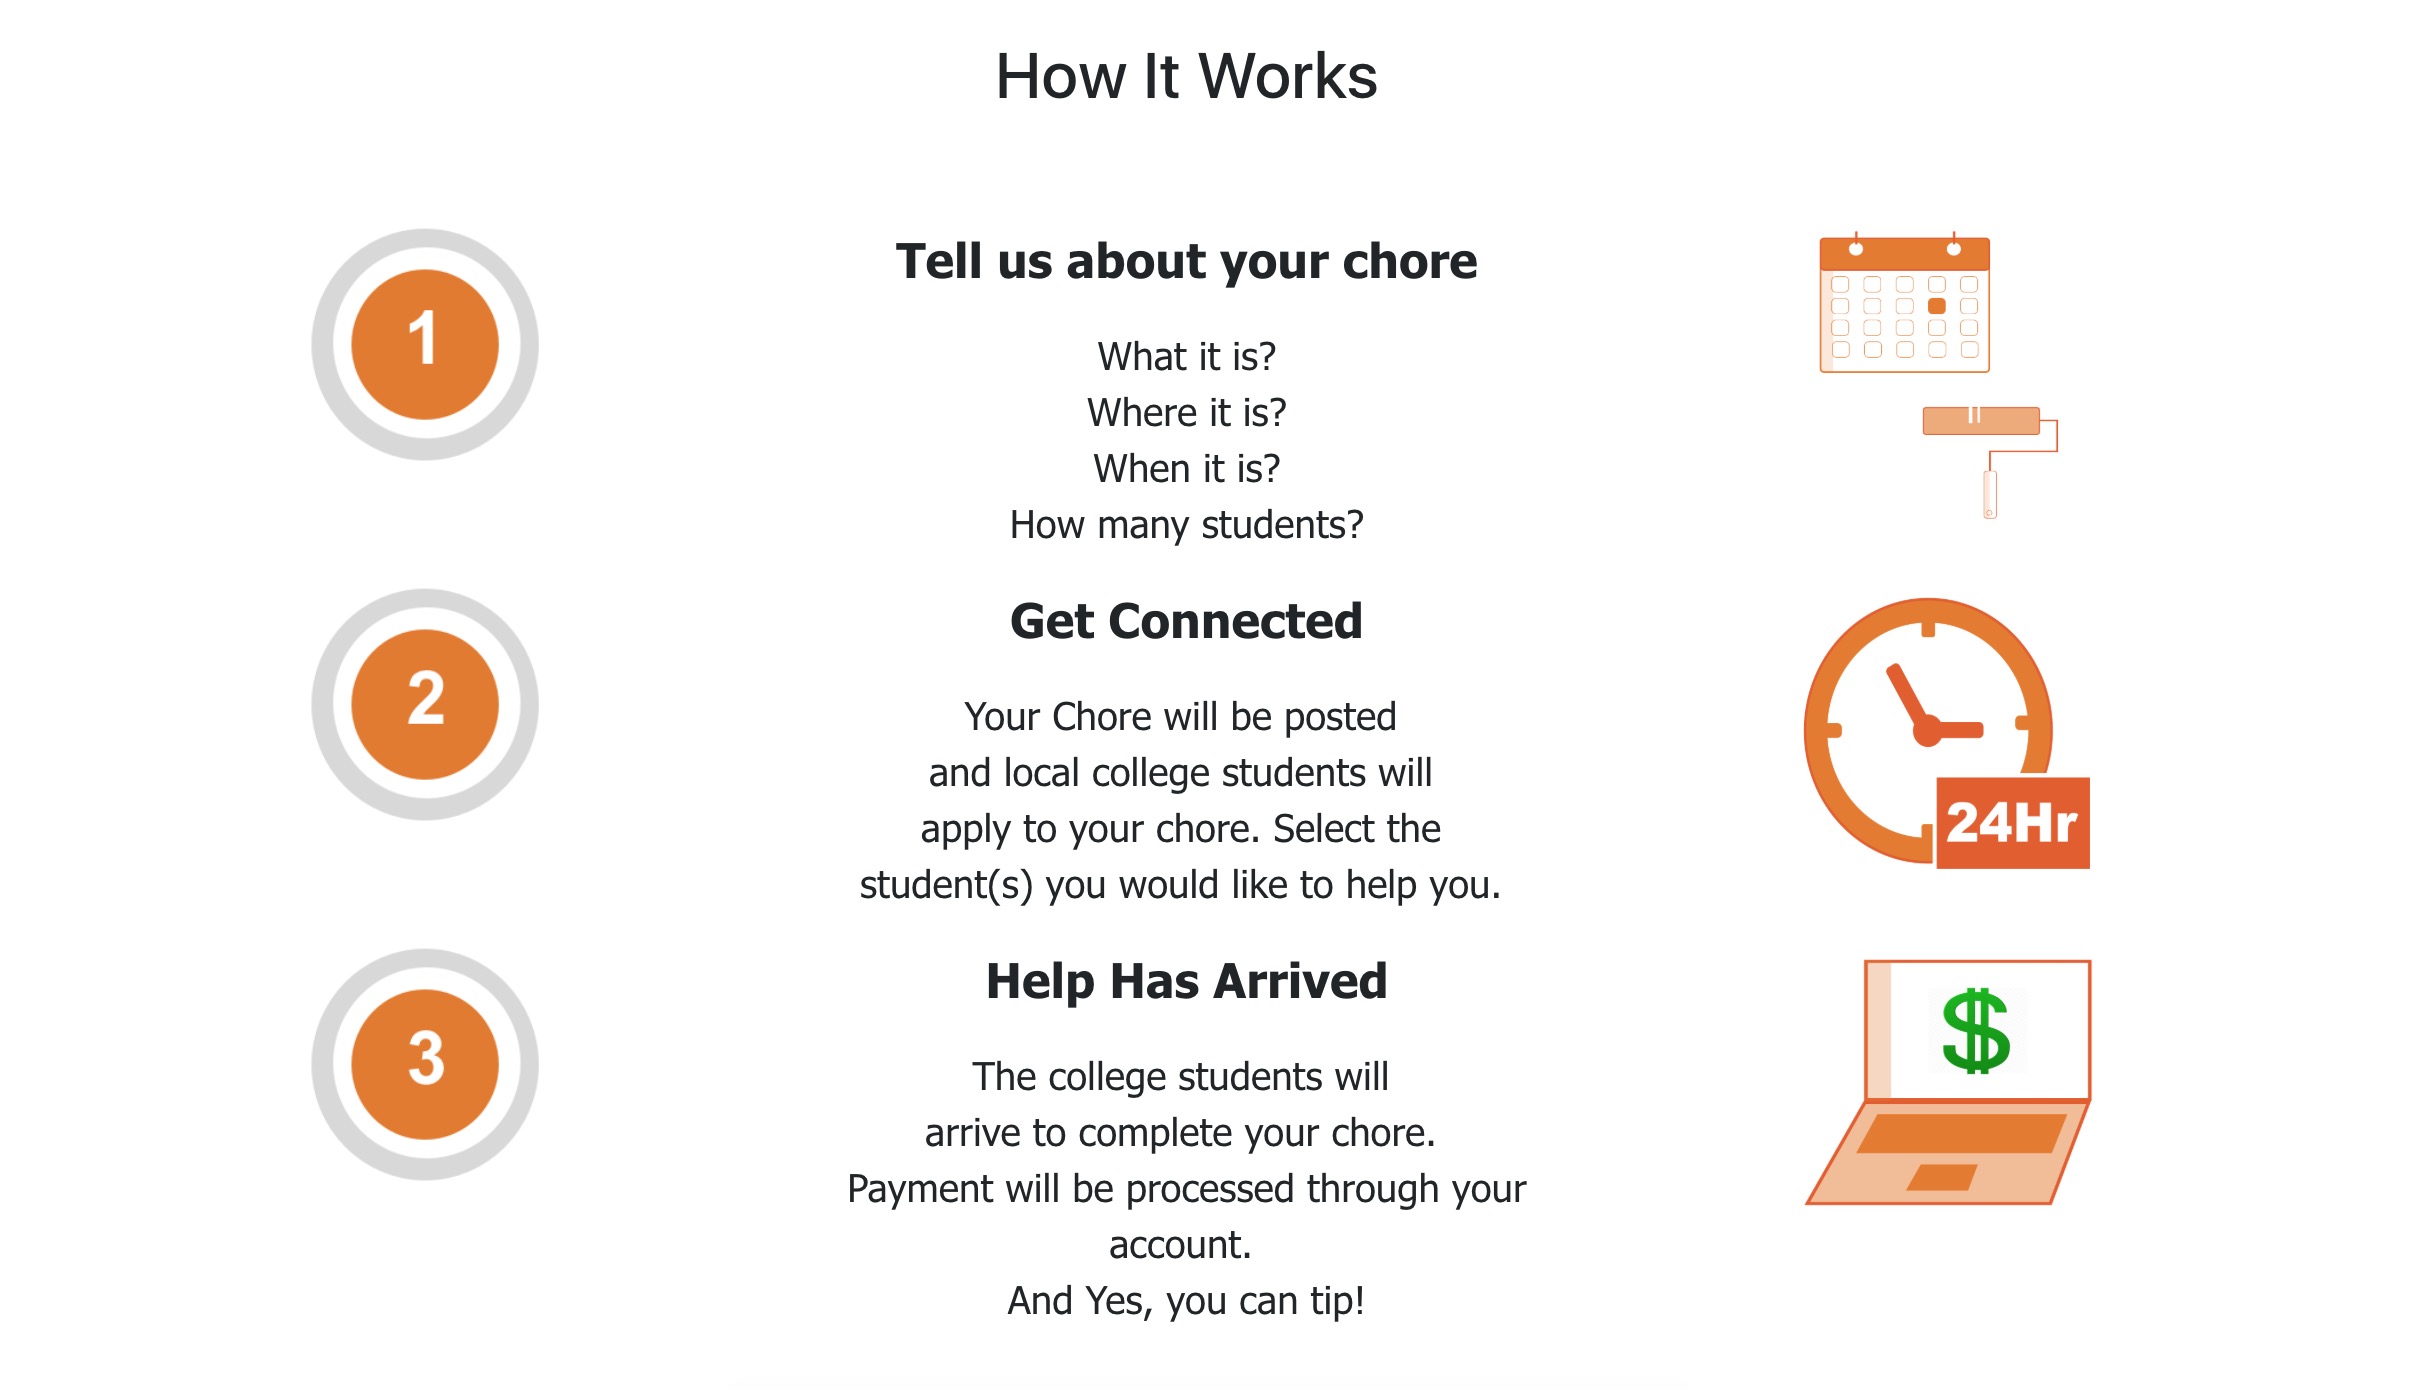 How It Works
1
Tell us about your chore
What it is?
Where it is?
When it is?
How many students?
2
Get Connected
Your Chore will be posted
and local college students will
apply to your chore. Select the
student(s) you would like to help you.
24Hr
3
Help Has Arrived
The college students will
arrive to complete your chore.
Payment will be processed through your
account.
And Yes, you can tip!
$